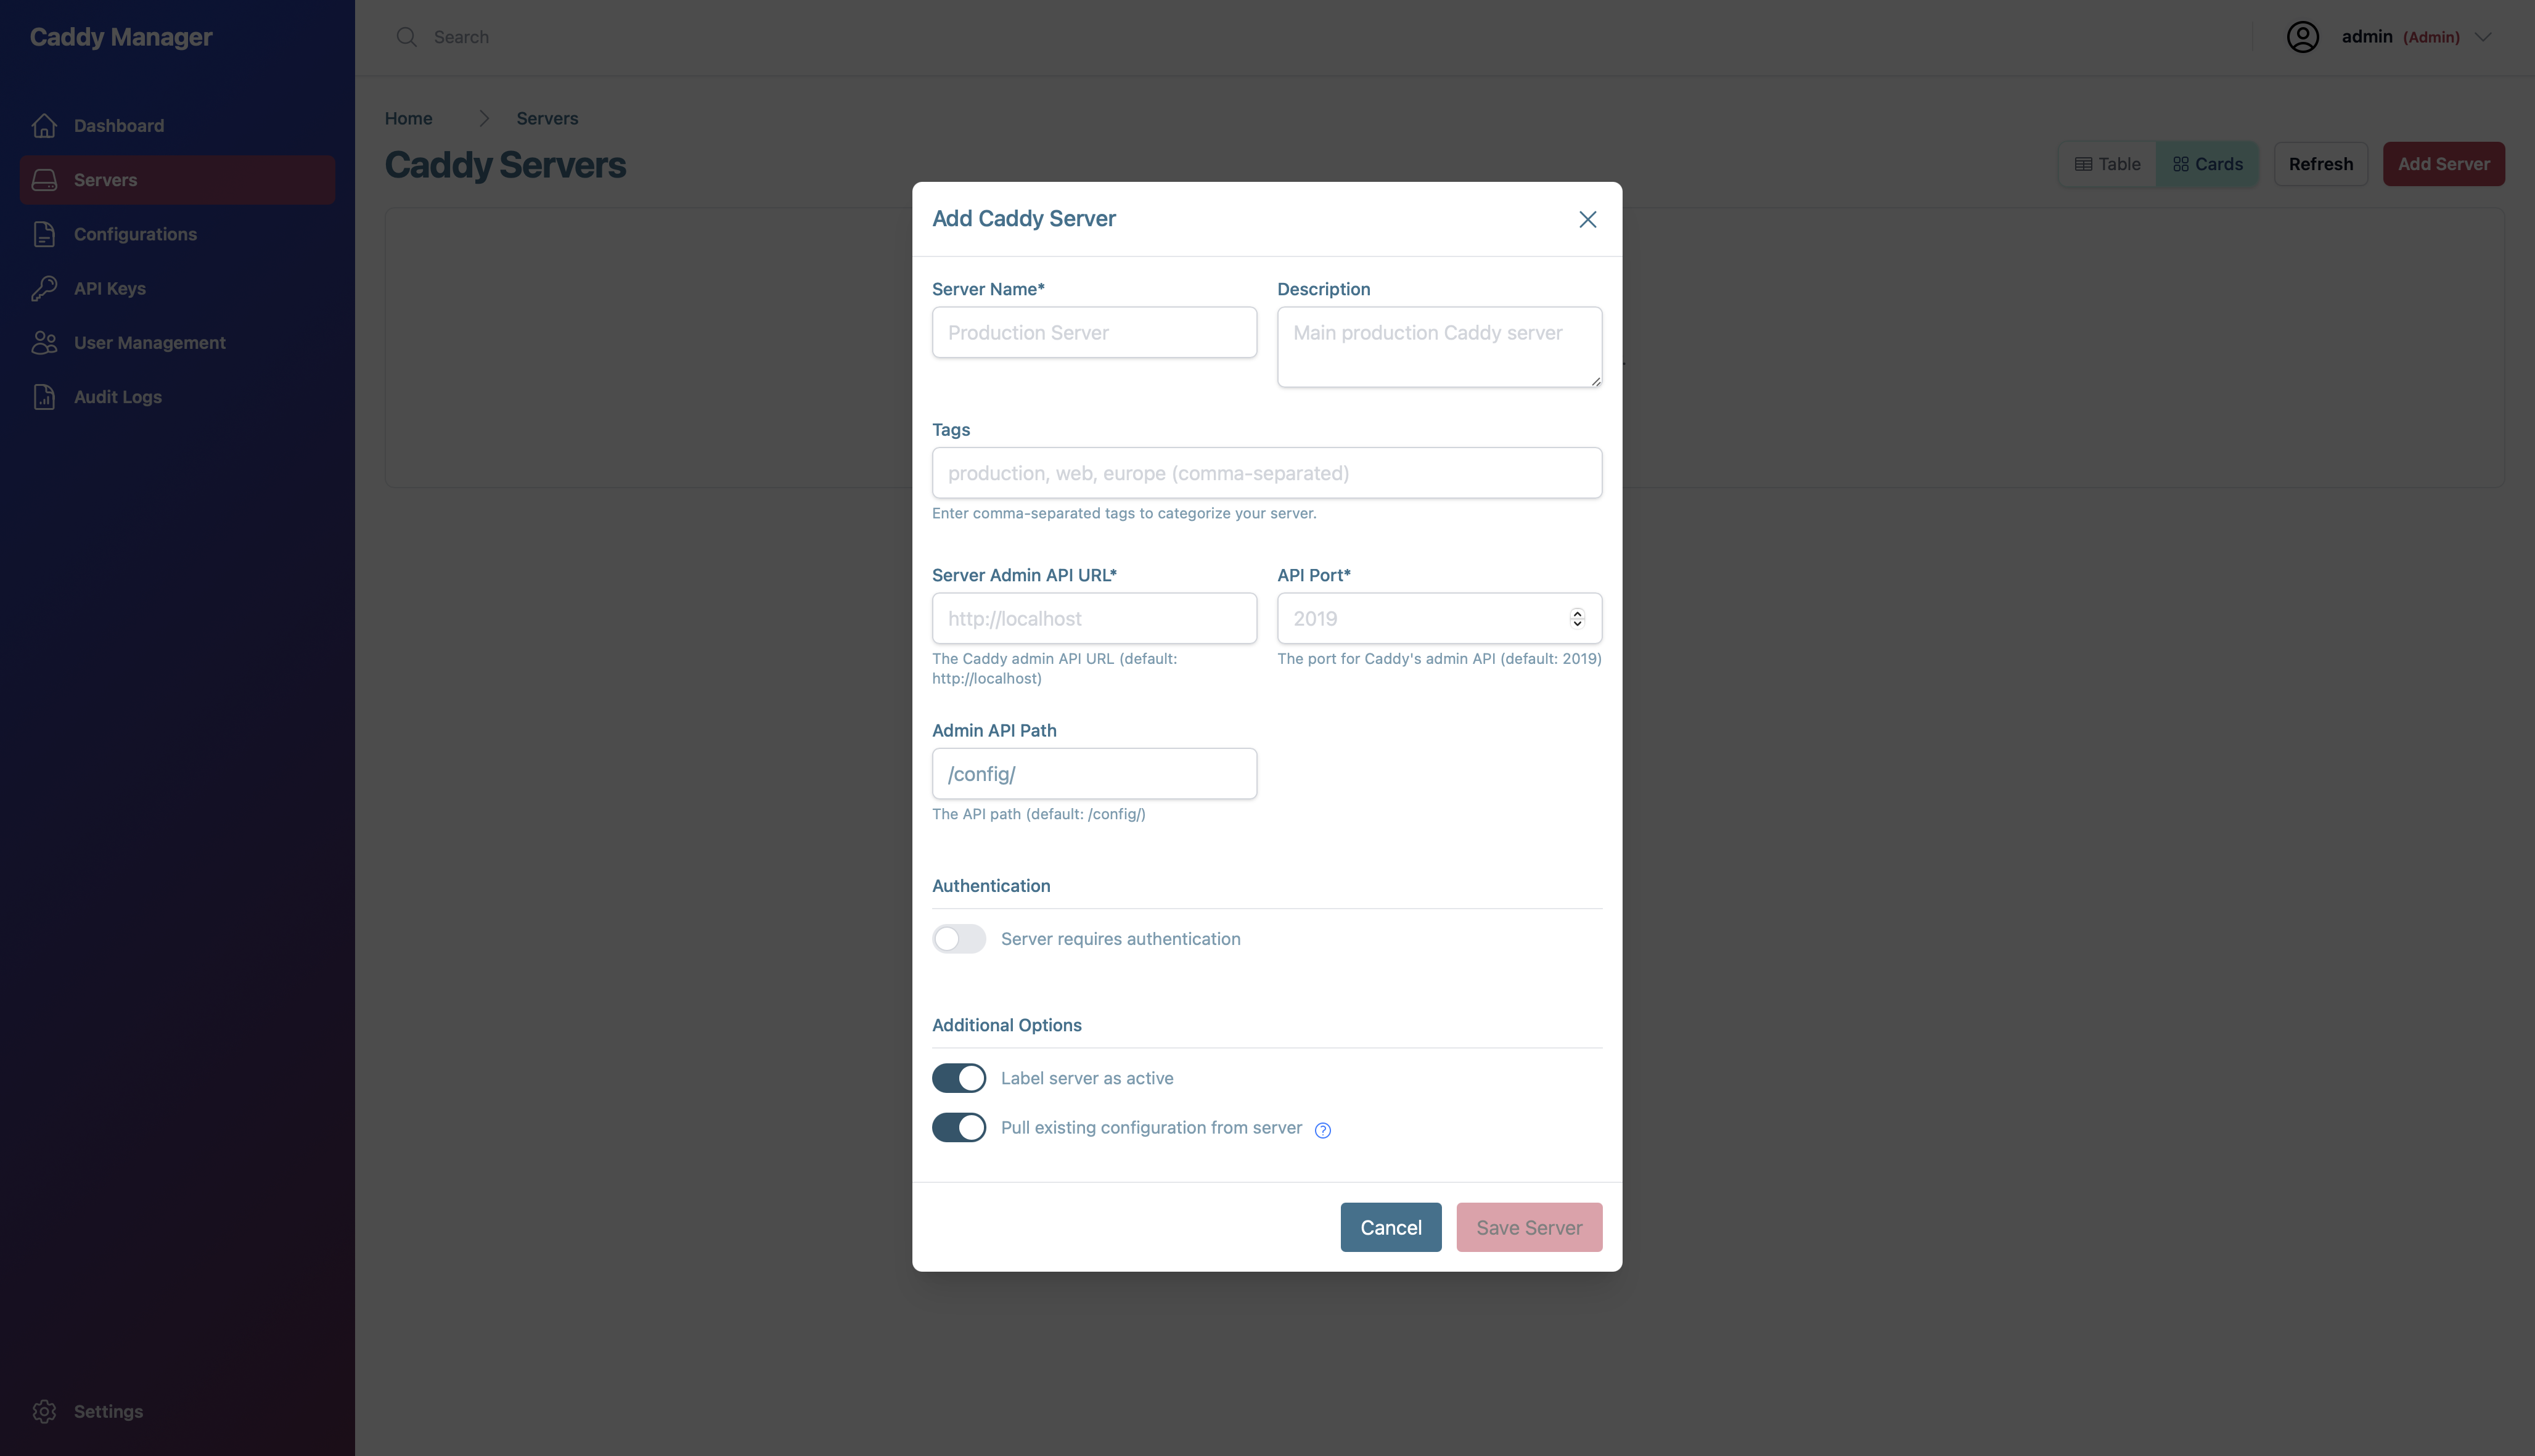 Caddy Manager
Search
admin (Admin)
Dashboard
Servers
Configurations
API Keys
User Management
Audit Logs
Settings
Home
Servers
Caddy Servers
Table
Cards
Refresh
Add Server
Add Caddy Server
Server Name*
Production Server
Description
Main production Caddy server
Tags
production, web, europe (comma-separated)
Enter comma-separated tags to categorize your server.
Server Admin API URL*
http://localhost
The Caddy admin API URL (default:
http://localhost)
API Port*
2019
The port for Caddy's admin API (default: 2019)
Admin API Path
/config/
The API path (default: /config/)
Authentication
Server requires authentication
Additional Options
Label server as active
Pull existing configuration from server ?
Cancel
Save Server